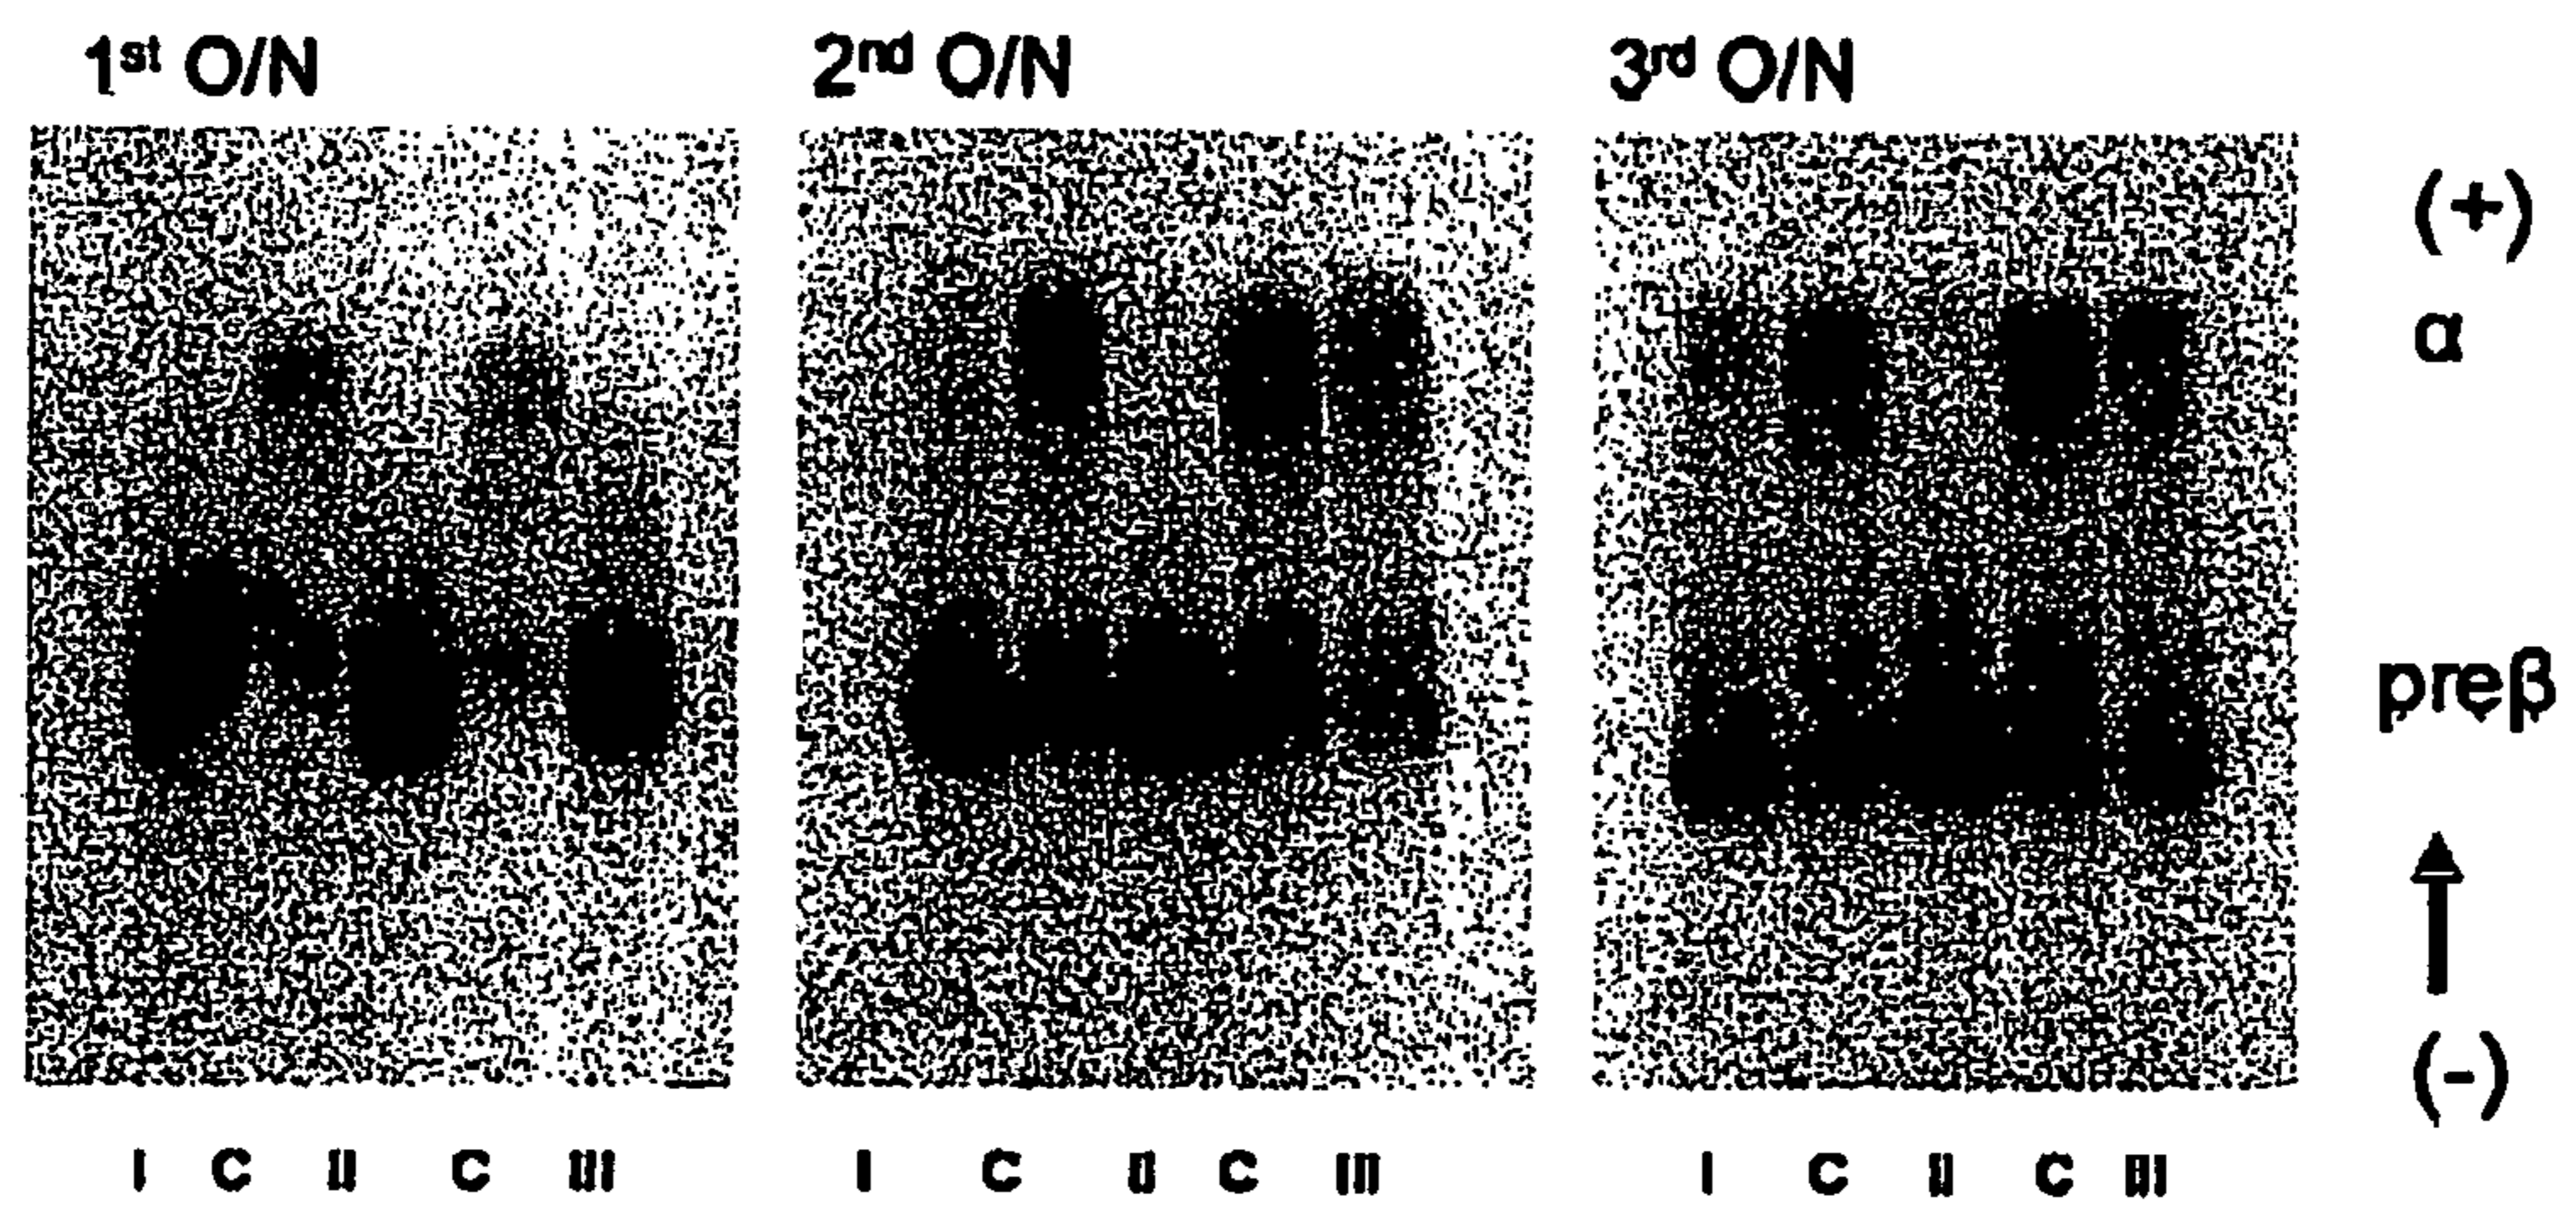 1st O/N 2nd O/N 3rd O/N
(+)
α
preβ
(-)
I C II C III I C II C III I C II C III